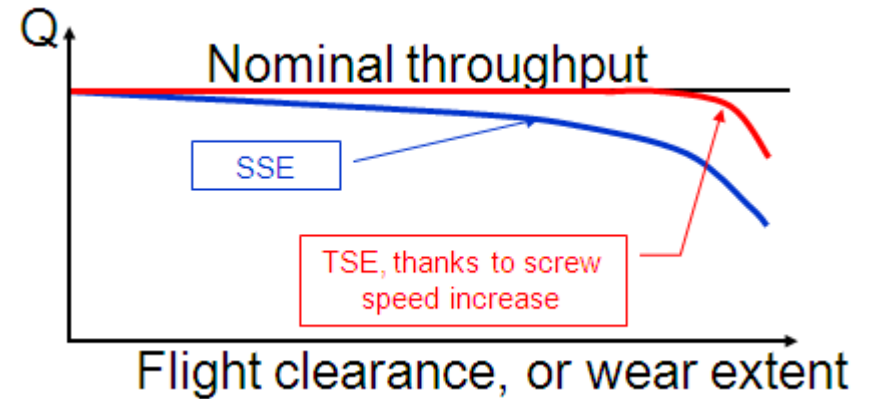 Q
Nominal throughput
SSE
TSE, thanks to screw
speed increase
Flight clearance, or wear extent